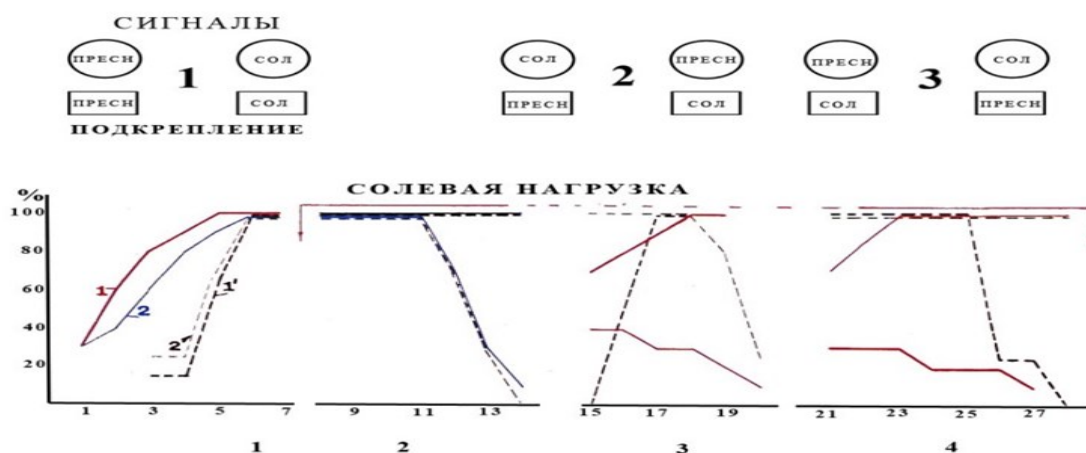 СИГНАЛЫ
ПРЕСН СОЛ СОЛ ПРЕСН ПРЕСН СОЛ
1 2 3
ПРЕСН СОЛ ПРЕСН СОЛ СОЛ ПРЕСН
ПОДКРЕПЛЕНИЕ
СОЛЕВАЯ НАГРУЗКА
%
100
80
60
40
20
1
2
1'
2'
1 3 5 7 9 11 13 15 17 19 21 23 25 27
1 2 3 4